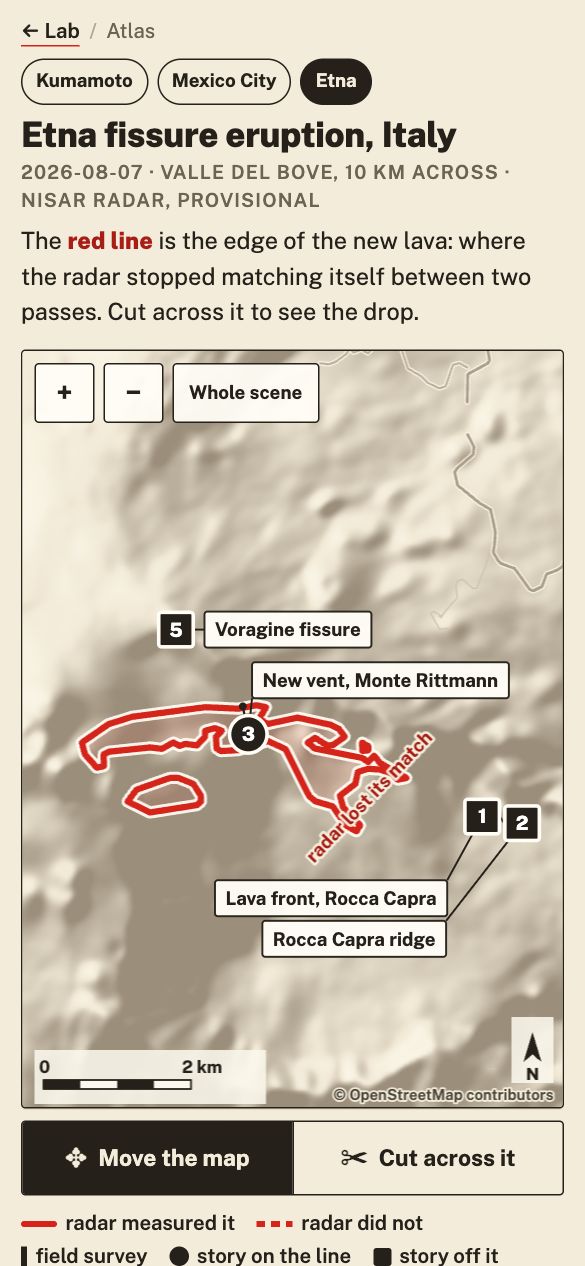 ← Lab / Atlas
Kumamoto Mexico City Etna
Etna fissure eruption, Italy
2026-08-07 · VALLE DEL BOVE, 10 KM ACROSS ·
NISAR RADAR, PROVISIONAL
The red line is the edge of the new lava: where
the radar stopped matching itself between two
passes. Cut across it to see the drop.
+ − Whole scene
5 Voragine fissure
New vent, Monte Rittmann
3
radar lost its match
1 2
Lava front, Rocca Capra
Rocca Capra ridge
0 2 km
N
© OpenStreetMap contributors
Move the map Cut across it
radar measured it radar did not
field survey story on the line story off it